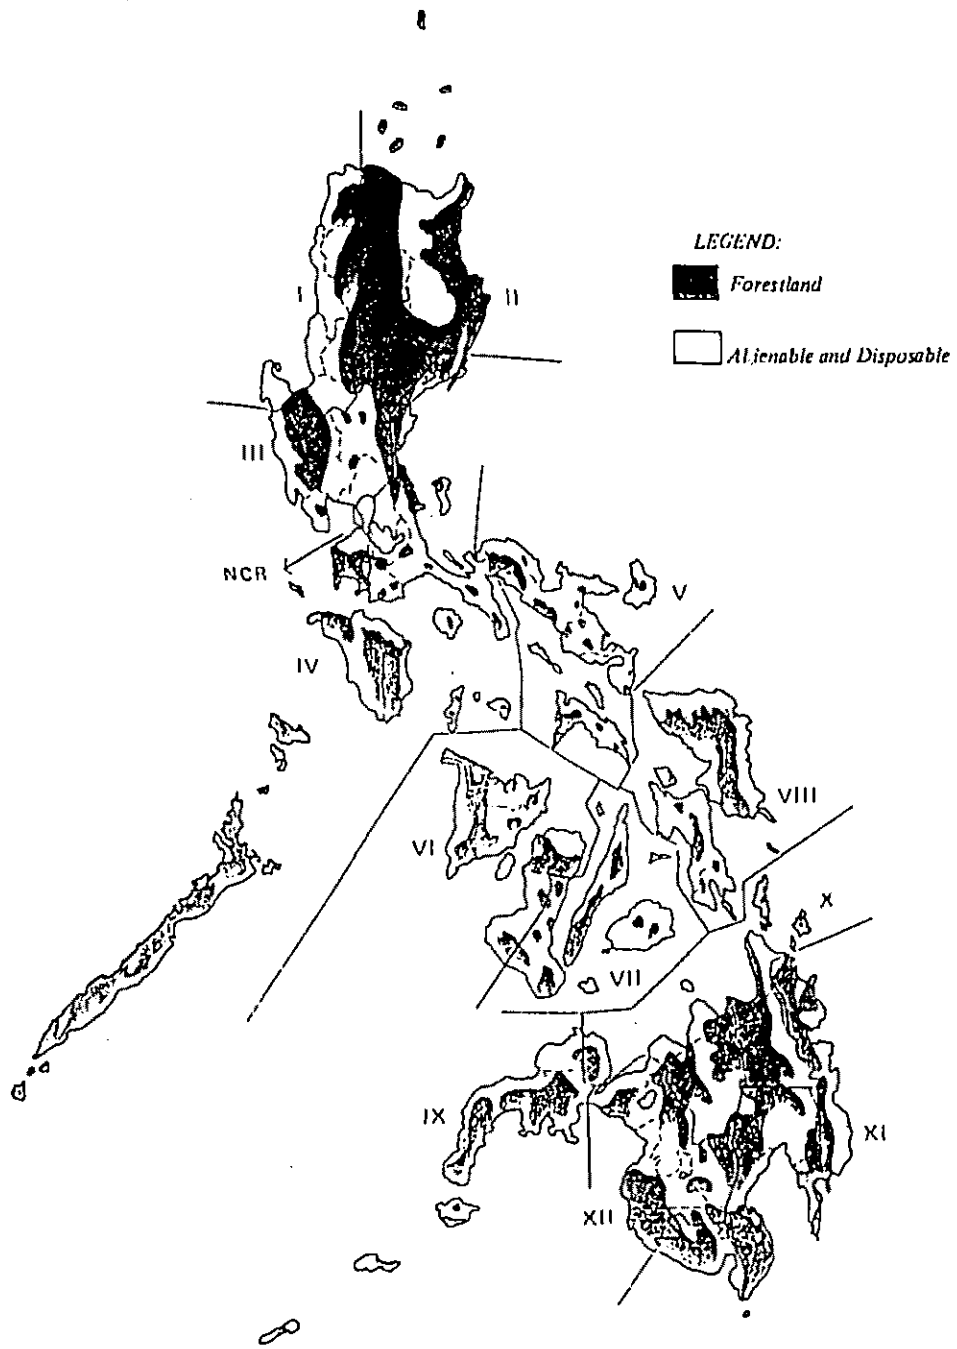 LEGEND:
Forestland
Alienable and Disposable
I
II
III
NCR
V
IV
VIII
VI
X
VII
IX
XI
XII